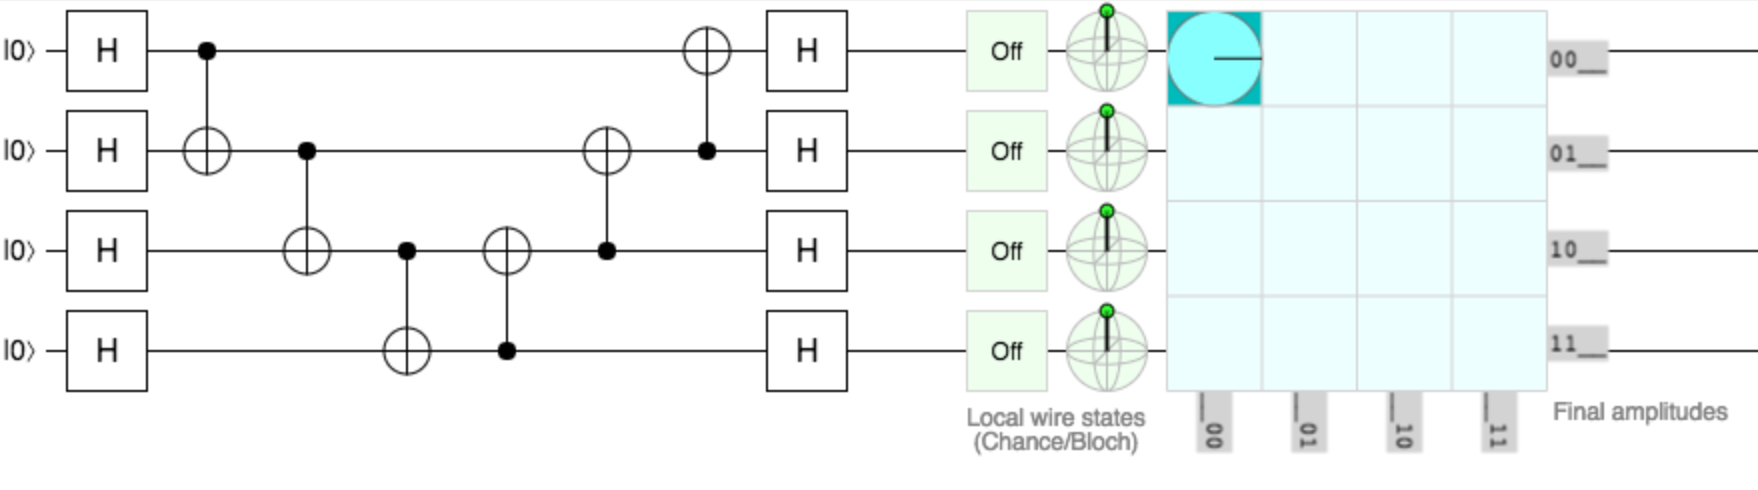 |0⟩ H H Off 00__
|0⟩ H H Off 01__
|0⟩ H H Off 10__
|0⟩ H H Off 11__
__00 __01 __10 __11
Local wire states
(Chance/Bloch)
Final amplitudes